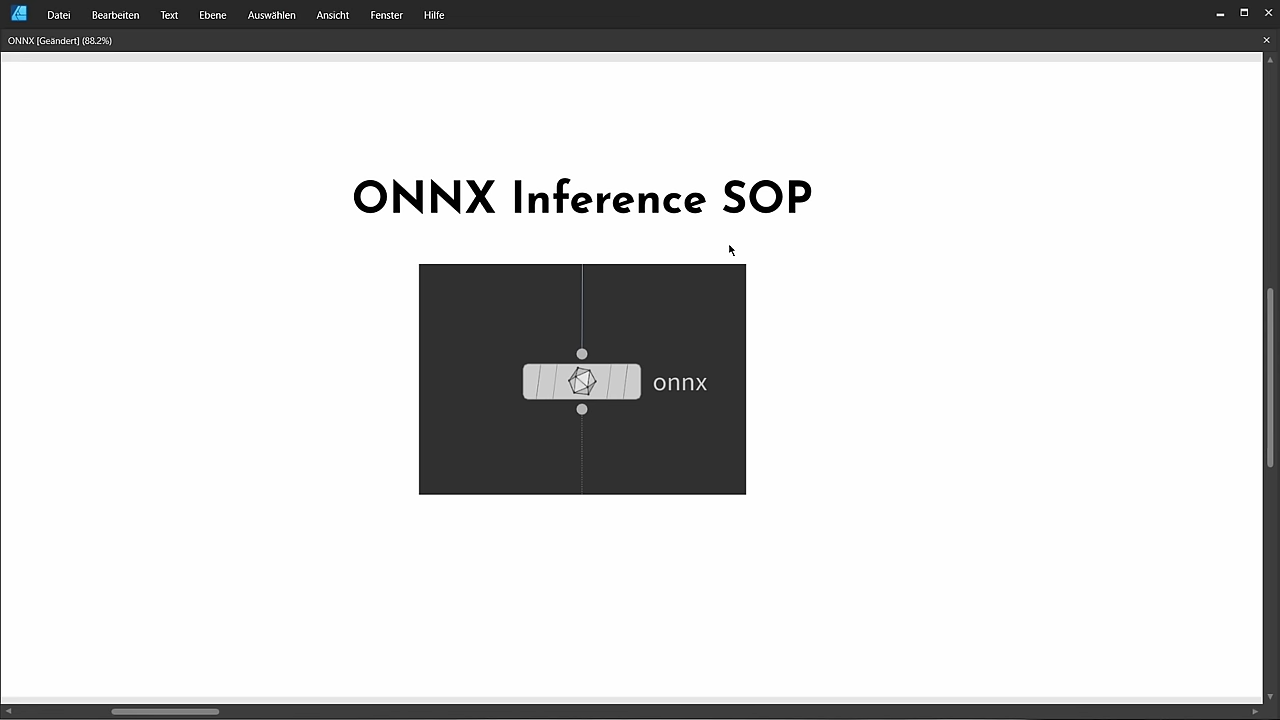 Datei Bearbeiten Text Ebene Auswählen Ansicht Fenster Hilfe
ONNX [Geändert] (88.2%)
ONNX Inference SOP
onnx